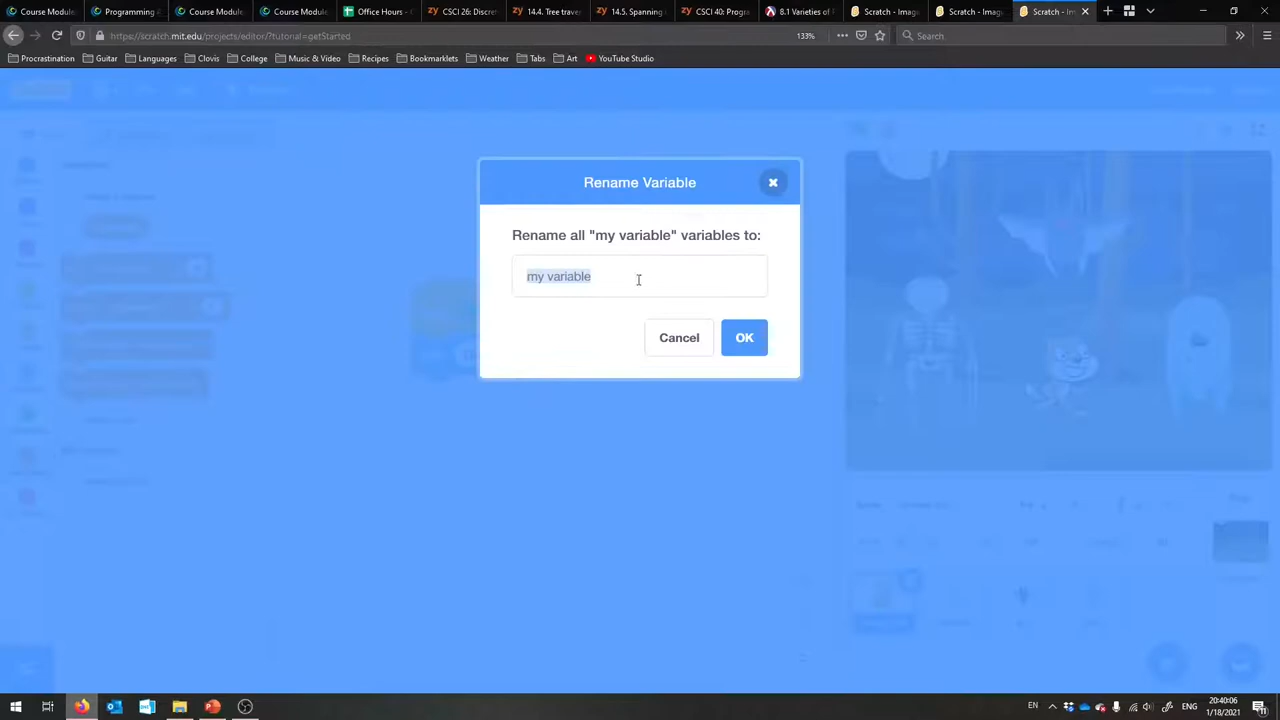 Course Module
Programming P
Course Module
Course Module
Office Hours -
CSCI 26: Discre
14.4. Tree trave
14.5. Spanning
CSCI 40: Progra
8.1 Varieties of
Scratch - Image
Scratch - Image
Scratch - Im
https://scratch.mit.edu/projects/editor/?tutorial=getStarted
133%
Search
Procrastination
Guitar
Languages
Clovis
College
Music & Video
Recipes
Bookmarklets
Weather
Tabs
Art
YouTube Studio
Rename Variable
Rename all "my variable" variables to:
my variable
Cancel
OK
EN
ENG
20:40:06
1/18/2021